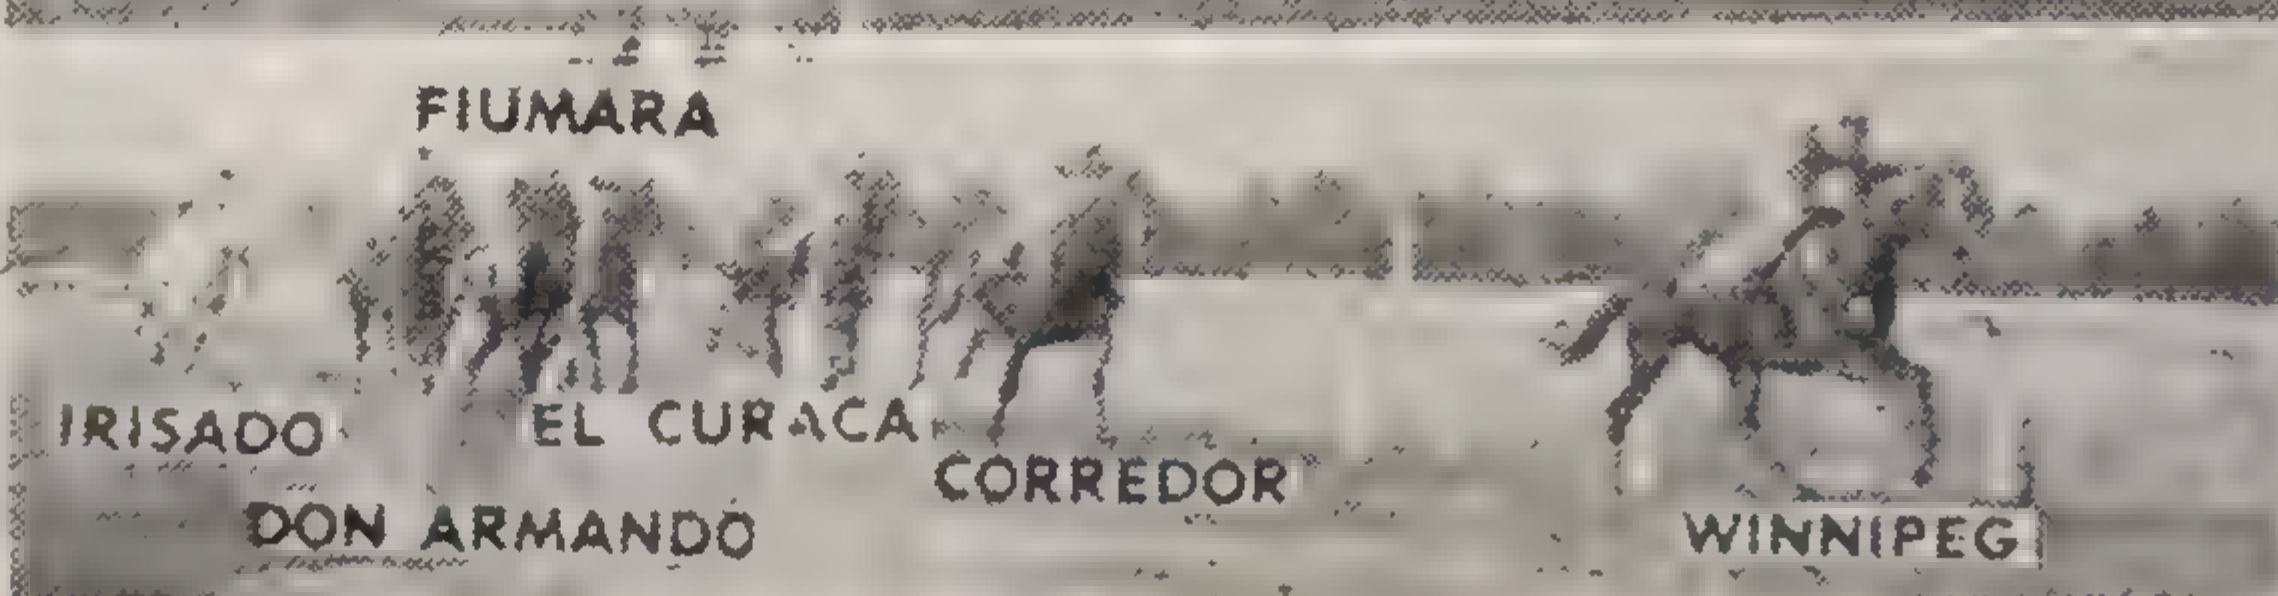 FIUMARA
IRISADO
EL CURACA
CORREDOR
DON ARMANDO
WINNIPEG